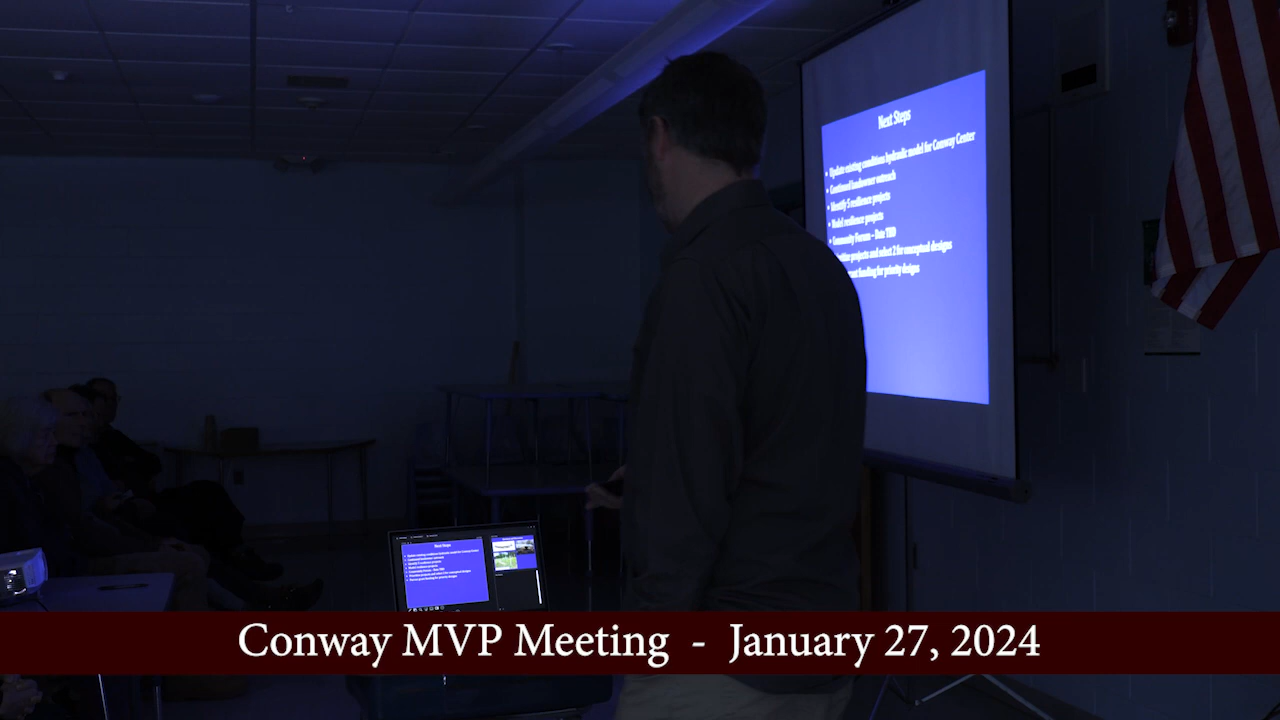 Next Steps
• Update existing conditions hydraulic model for Conway Center
• Continued landowner outreach
• Identify 5 resilience projects
• Model resilience projects
• Community Forum – Date TBD
projects and select 2 for conceptual designs
funding for priority designs
Next Steps
Conway MVP Meeting - January 27, 2024